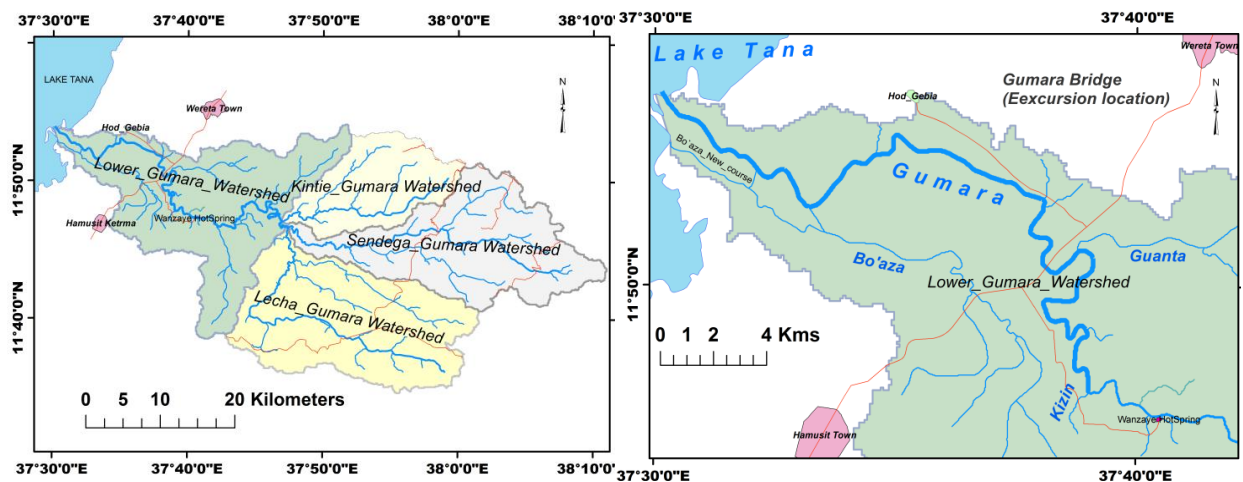 37°30'0"E 37°40'0"E 37°50'0"E 38°0'0"E 38°10'0"E
LAKE TANA
N
Wereta Town
Hod_Gebia
11°50'0"N
Lower_Gumara_Watershed
Kintie_Gumara Watershed
Wanzaye HotSpring
Hamusit Ketrma
Sendega_Gumara Watershed
11°40'0"N
Lecha_Gumara Watershed
0 5 10 20 Kilometers
37°30'0"E 37°40'0"E 37°50'0"E 38°0'0"E 38°10'0"E
37°30'0"E 37°40'0"E
Lake Tana
Wereta Town
Gumara Bridge
(Eexcursion location)
N
Hod_Gebia
Bo'aza_New_course
Gumara
Bo'aza
Guanta
11°50'0"N
Lower_Gumara_Watershed
0 1 2 4 Kms
Kizin
Wanzaye HotSpring
Hamusit Town
37°30'0"E 37°40'0"E